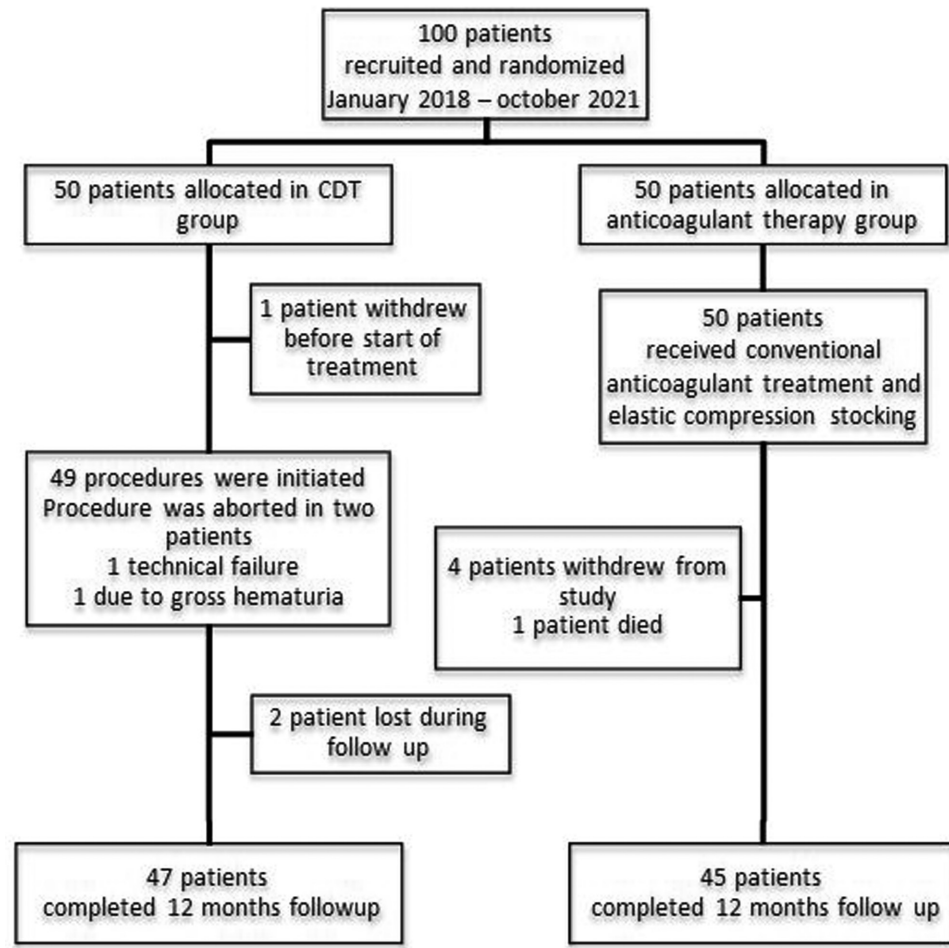 100 patients
recruited and randomized
January 2018 – october 2021
50 patients allocated in CDT
group
50 patients allocated in
anticoagulant therapy group
1 patient withdrew
before start of
treatment
50 patients
received conventional
anticoagulant treatment and
elastic compression stocking
49 procedures were initiated
Procedure was aborted in two
patients
1 technical failure
1 due to gross hematuria
4 patients withdrew from
study
1 patient died
2 patient lost during
follow up
47 patients
completed 12 months followup
45 patients
completed 12 months follow up